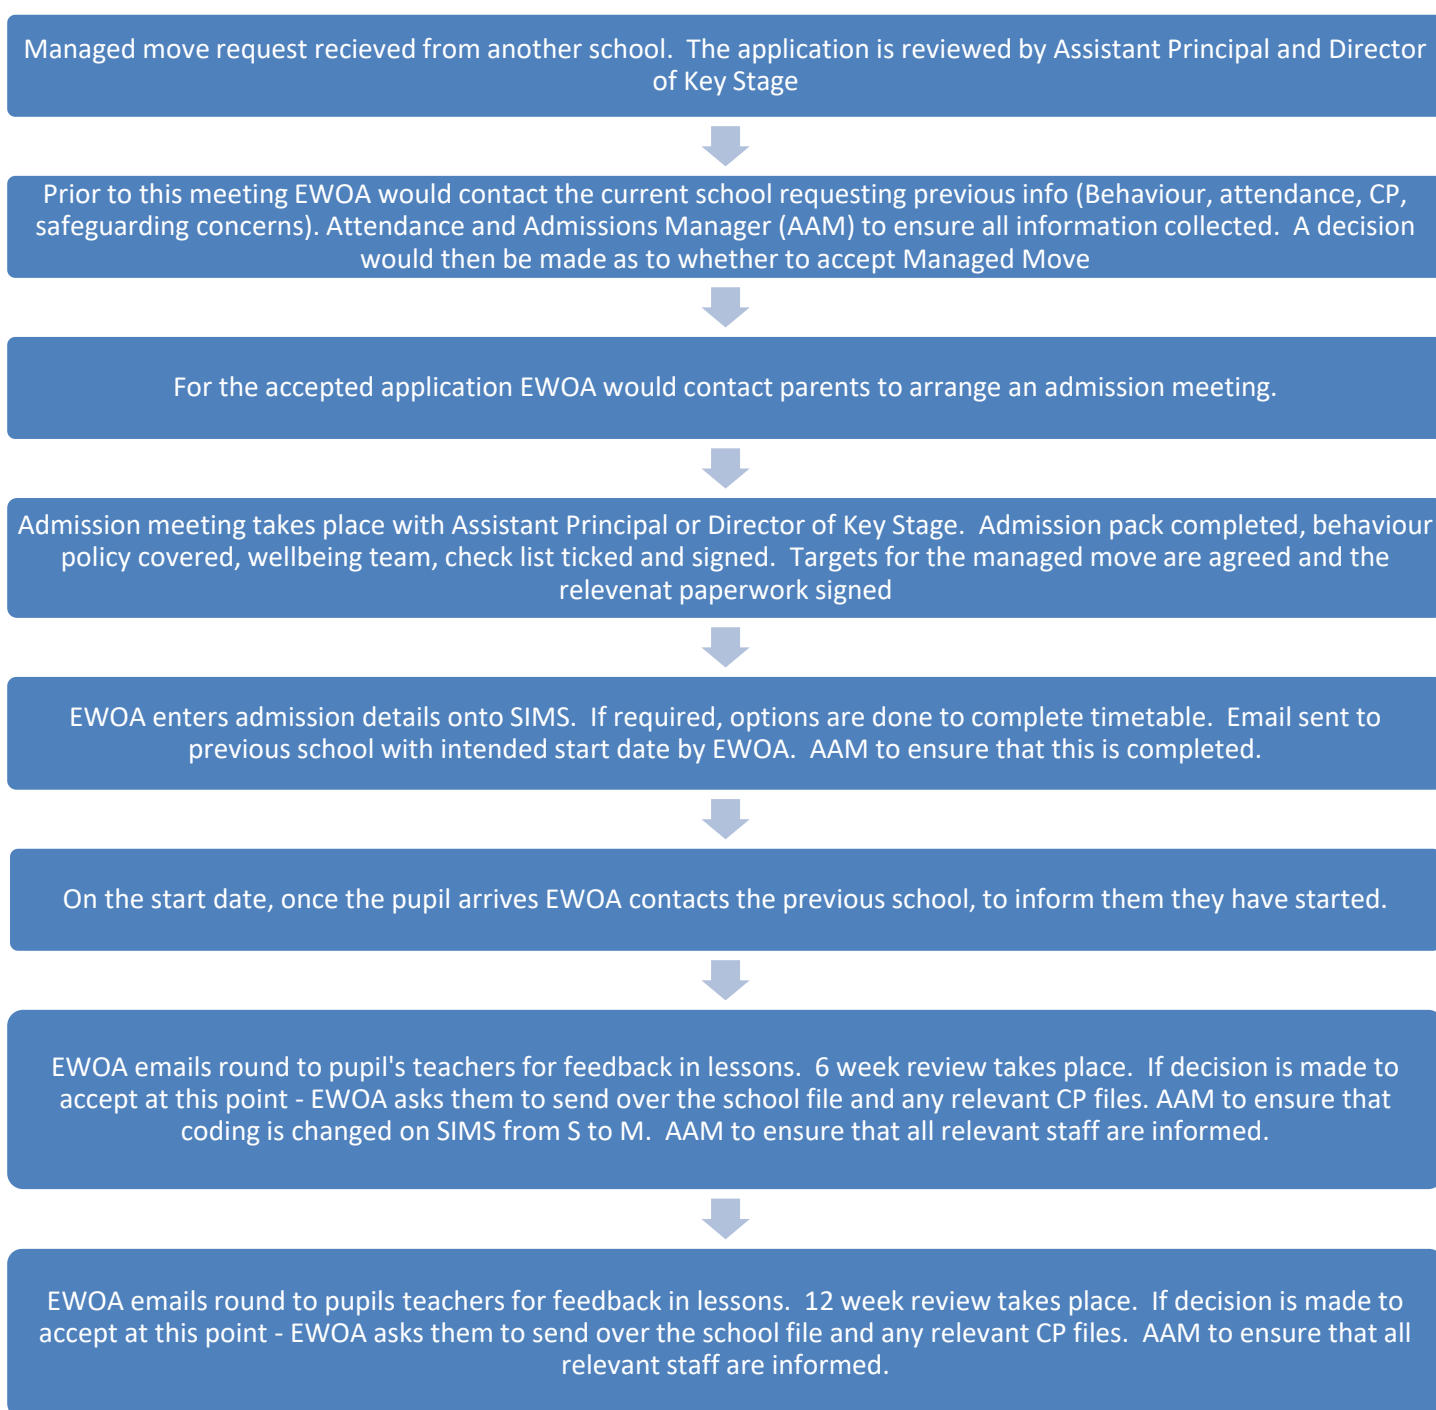 Managed move request recieved from another school.  The application is reviewed by Assistant Principal and Director
of Key Stage
Prior to this meeting EWOA would contact the current school requesting previous info (Behaviour, attendance, CP,
safeguarding concerns). Attendance and Admissions Manager (AAM) to ensure all information collected.  A decision
would then be made as to whether to accept Managed Move
For the accepted application EWOA would contact parents to arrange an admission meeting.
Admission meeting takes place with Assistant Principal or Director of Key Stage.  Admission pack completed, behaviour
policy covered, wellbeing team, check list ticked and signed.  Targets for the managed move are agreed and the
relevenat paperwork signed
EWOA enters admission details onto SIMS.  If required, options are done to complete timetable.  Email sent to
previous school with intended start date by EWOA.  AAM to ensure that this is completed.
On the start date, once the pupil arrives EWOA contacts the previous school, to inform them they have started.
EWOA emails round to pupil's teachers for feedback in lessons.  6 week review takes place.  If decision is made to
accept at this point - EWOA asks them to send over the school file and any relevant CP files. AAM to ensure that
coding is changed on SIMS from S to M.  AAM to ensure that all relevant staff are informed.
EWOA emails round to pupils teachers for feedback in lessons.  12 week review takes place.  If decision is made to
accept at this point - EWOA asks them to send over the school file and any relevant CP files.  AAM to ensure that all
relevant staff are informed.